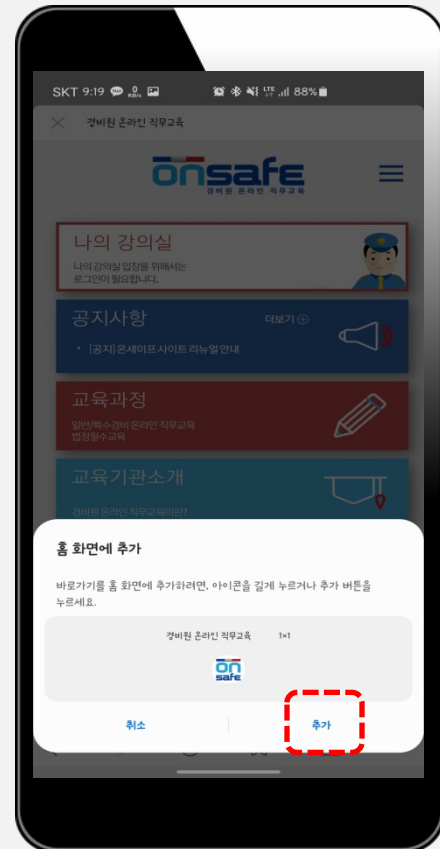 SKT 9:19
LTE
88%
경비원 온라인 직무교육
onsafe
경비원 온라인 직무교육
나의 강의실
나의 강의실 입장을 위해서는
로그인이 필요합니다.
공지사항
더보기
• [공지] 온세이프 사이트 리뉴얼 안내
교육과정
일반/특수경비 온라인 직무교육
법정필수교육
교육기관소개
경비원 온라인 직무교육이란?
홈 화면에 추가
바로가기를 홈 화면에 추가하려면, 아이콘을 길게 누르거나 추가 버튼을
누르세요.
경비원 온라인 직무교육 1×1
on
safe
취소
추가